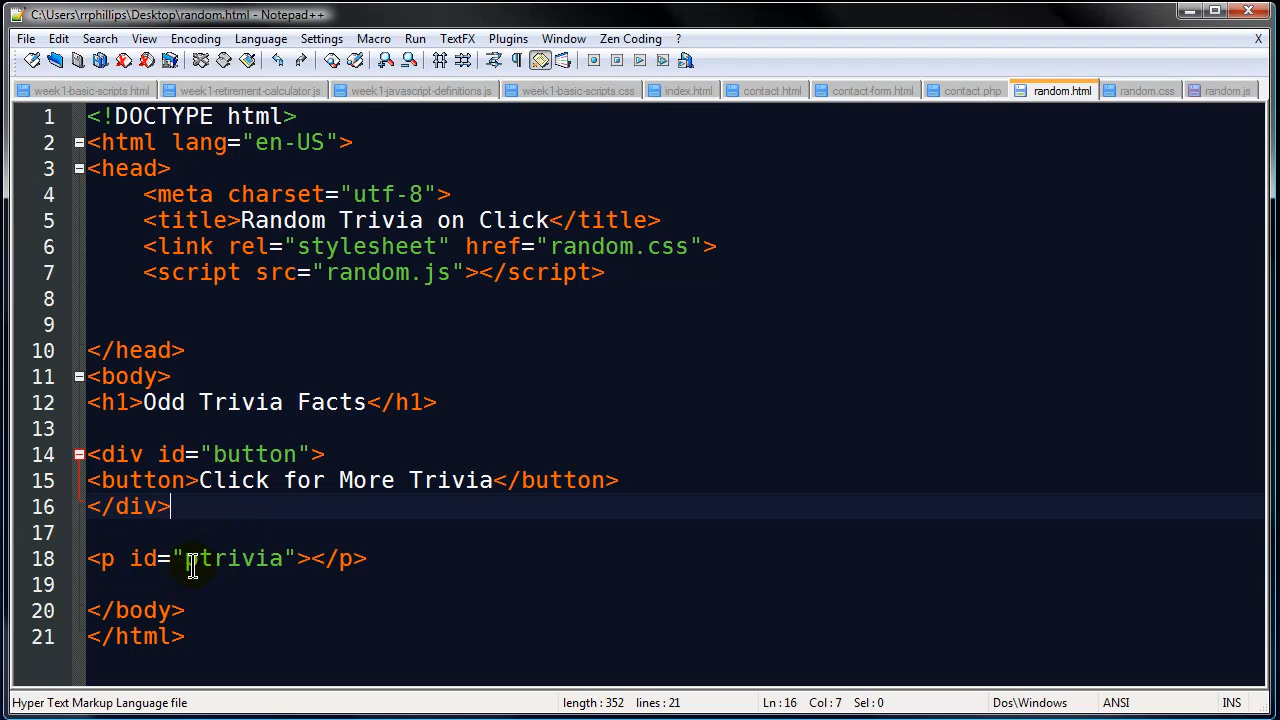 C:\Users\rrphillips\Desktop\random.html - Notepad++
File Edit Search View Encoding Language Settings Macro Run TextFX Plugins Window Zen Coding ? X
week1-basic-scripts.html week1-retirement-calculator.js week1-javascript-definitions.js week1-basic-scripts.css index.html contact.html contact-form.html contact.php random.html random.css random.js
1 <!DOCTYPE html>
2 <html lang="en-US">
3 <head>
4 <meta charset="utf-8">
5 <title>Random Trivia on Click</title>
6 <link rel="stylesheet" href="random.css">
7 <script src="random.js"></script>
8
9
10 </head>
11 <body>
12 <h1>Odd Trivia Facts</h1>
13
14 <div id="button">
15 <button>Click for More Trivia</button>
16 </div>
17
18 <p id="ptrivia"></p>
19
20 </body>
21 </html>
Hyper Text Markup Language file length : 352 lines : 21 Ln : 16 Col : 7 Sel : 0 Dos\Windows ANSI INS